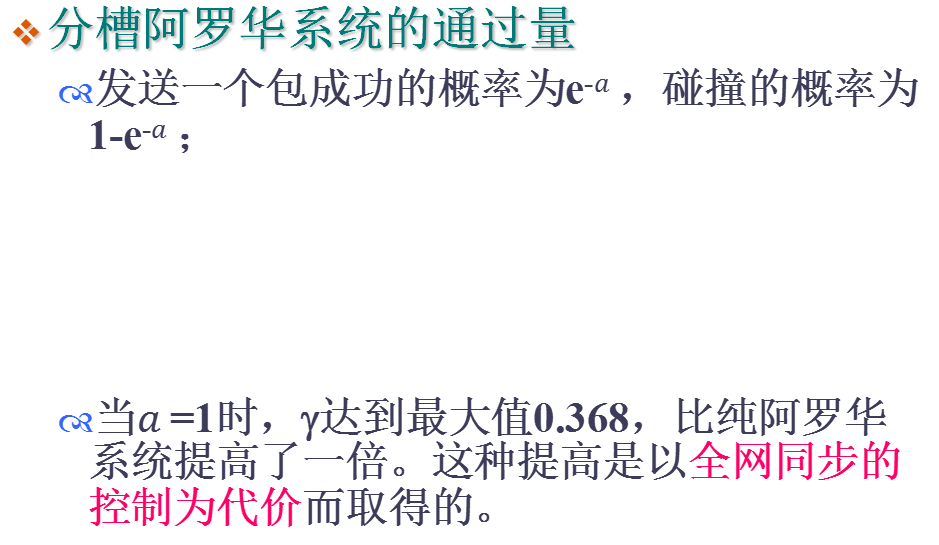 分槽阿罗华系统的通过量
发送一个包成功的概率为e-a ，碰撞的概率为
1-e-a ；
当a =1时，γ达到最大值0.368，比纯阿罗华
系统提高了一倍。这种提高是以全网同步的
控制为代价而取得的。